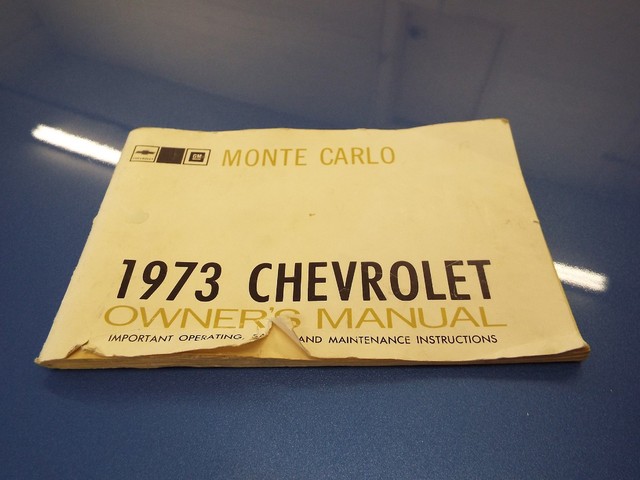 MONTE CARLO
1973 CHEVROLET
OWNER'S MANUAL
IMPORTANT OPERATING, AND MAINTENANCE INSTRUCTIONS